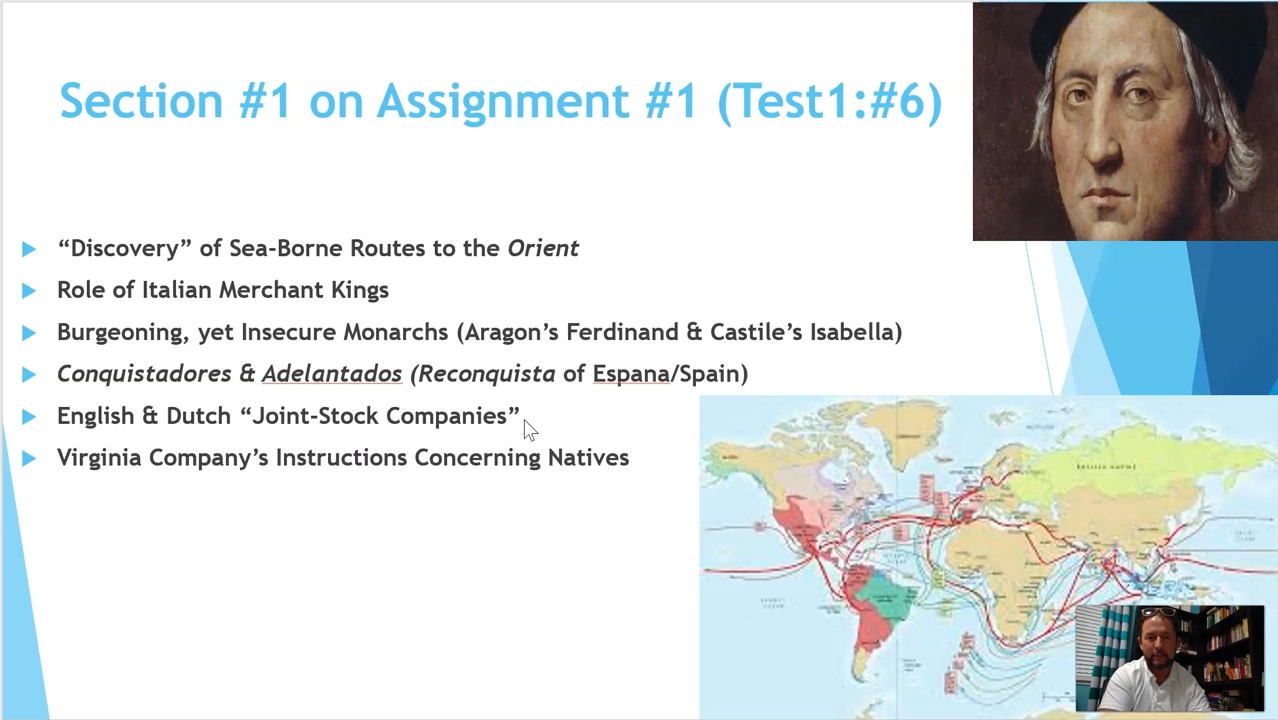 Section #1 on Assignment #1 (Test1:#6)
“Discovery” of Sea-Borne Routes to the Orient
Role of Italian Merchant Kings
Burgeoning, yet Insecure Monarchs (Aragon’s Ferdinand & Castile’s Isabella)
Conquistadores & Adelantados (Reconquista of Espana/Spain)
English & Dutch “Joint-Stock Companies”
Virginia Company’s Instructions Concerning Natives